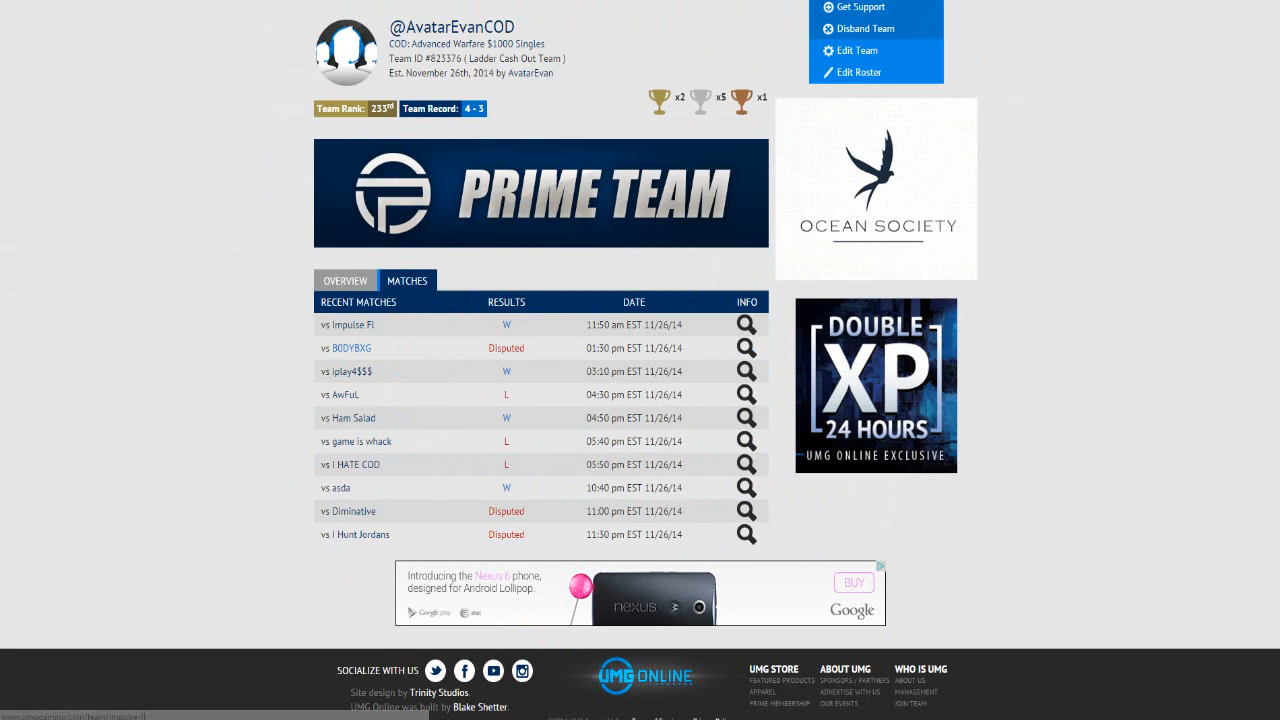 Get Support
Disband Team
Edit Team
Edit Roster
@AvatarEvanCOD
COD: Advanced Warfare $1000 Singles
Team ID #823376 ( Ladder Cash Out Team )
Est. November 26th, 2014 by AvatarEvan
Team Rank: 233rd Team Record: 4 - 3
x2 x5 x1
PRIME TEAM
OCEAN SOCIETY
OVERVIEW MATCHES
RECENT MATCHES RESULTS DATE INFO
vs Impulse Fl W 11:50 am EST 11/26/14
vs B0DYBXG Disputed 01:30 pm EST 11/26/14
vs iplay4$$$ W 03:10 pm EST 11/26/14
vs AwFuL L 04:30 pm EST 11/26/14
vs Ham Salad W 04:50 pm EST 11/26/14
vs game is whack L 05:40 pm EST 11/26/14
vs I HATE COD L 05:50 pm EST 11/26/14
vs asda W 10:40 pm EST 11/26/14
vs Diminative Disputed 11:00 pm EST 11/26/14
vs I Hunt Jordans Disputed 11:30 pm EST 11/26/14
DOUBLE
XP
24 HOURS
UMG ONLINE EXCLUSIVE
Introducing the Nexus 6 phone,
designed for Android Lollipop.
Google play at&t
nexus
BUY
Google
SOCIALIZE WITH US
Site design by Trinity Studios.
UMG Online was built by Blake Shetter.
UMG ONLINE
UMG STORE
FEATURED PRODUCTS
APPAREL
PRIME MEMBERSHIP
ABOUT UMG
SPONSORS / PARTNERS
ADVERTISE WITH US
OUR EVENTS
WHO IS UMG
ABOUT US
MANAGEMENT
JOIN TEAM